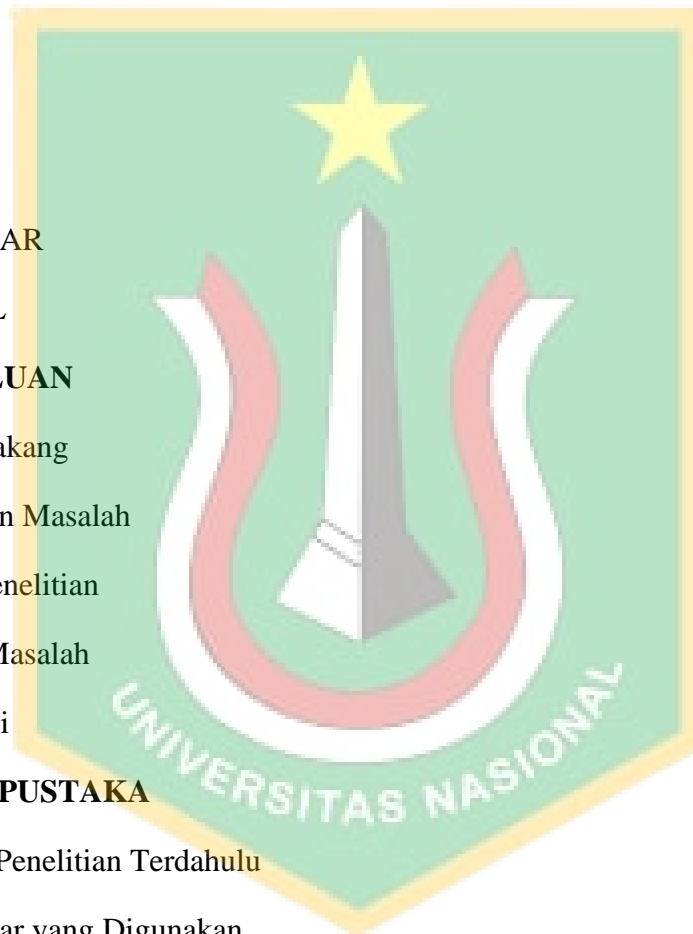 AR
L
LUAN
akang
n Masalah
enelitian
Masalah
i
PUSTAKA
Penelitian Terdahulu
ar yang Digunakan
UNIVERSITAS NASIONAL